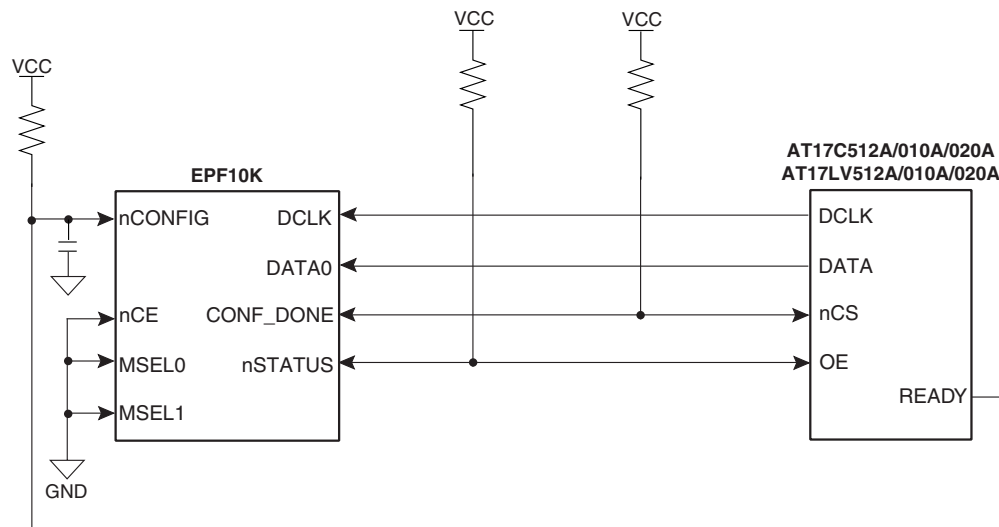 VCC
VCC
VCC
AT17C512A/010A/020A
AT17LV512A/010A/020A
EPF10K
nCONFIG
DCLK
DCLK
DATA0
DATA
nCE
CONF_DONE
nCS
MSEL0
nSTATUS
OE
READY
MSEL1
GND